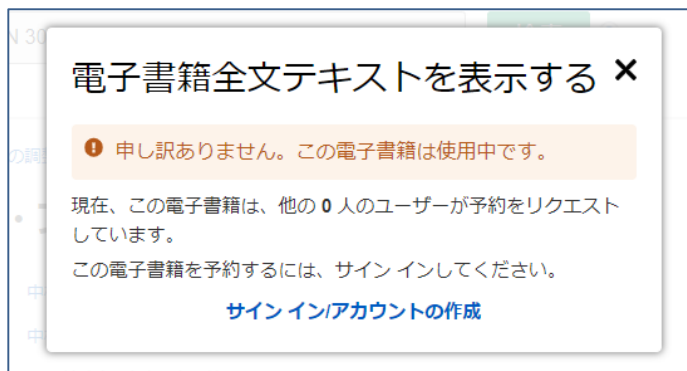 N 30
電子書籍全文テキストを表示する ×
申し訳ありません。この電子書籍は使用中です。
の調
現在、この電子書籍は、他の 0 人のユーザーが予約をリクエスト
しています。
この電子書籍を予約するには、サイン インしてください。
サイン イン/アカウントの作成